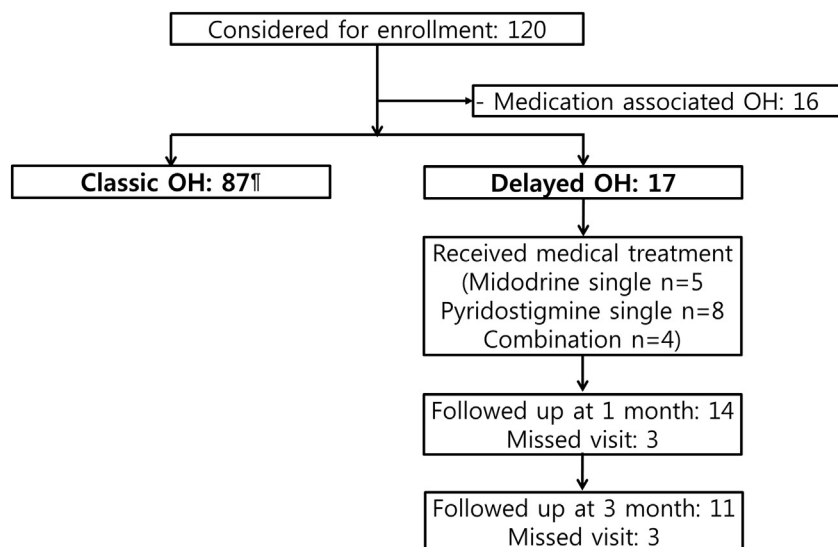 Considered for enrollment: 120
- Medication associated OH: 16
Classic OH: 87¶
Delayed OH: 17
Received medical treatment
(Midodrine single n=5
Pyridostigmine single n=8
Combination n=4)
Followed up at 1 month: 14
Missed visit: 3
Followed up at 3 month: 11
Missed visit: 3